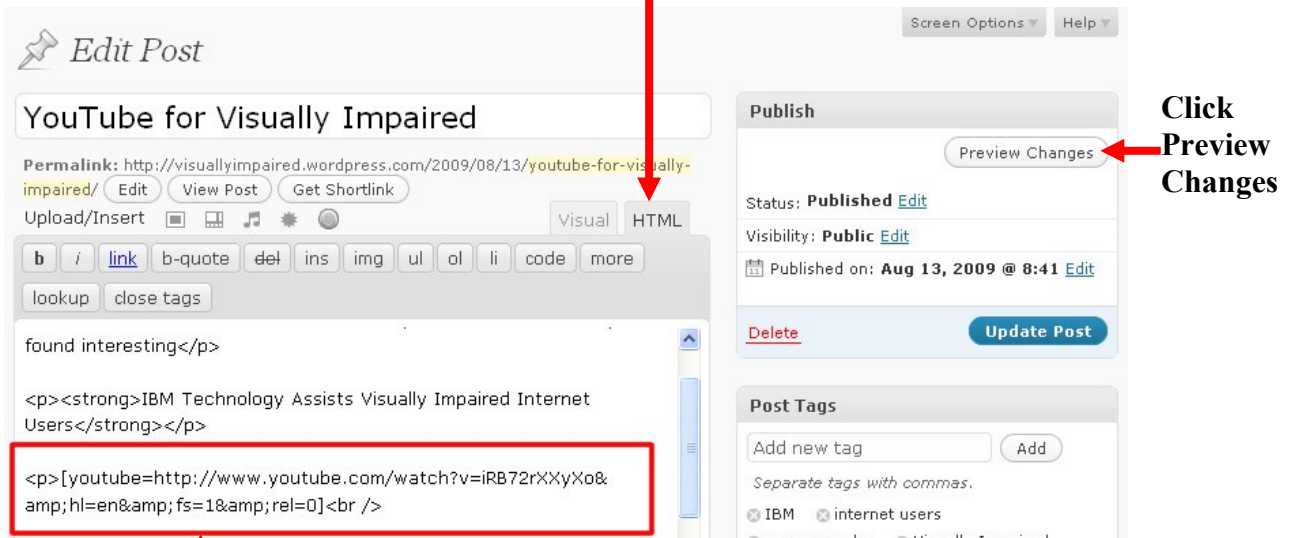 Screen Options Help
Edit Post
YouTube for Visually Impaired
Permalink: http://visuallyimpaired.wordpress.com/2009/08/13/youtube-for-visually-
impaired/ Edit View Post Get Shortlink
Upload/Insert
Visual HTML
b i link b-quote del ins img ul ol li code more
lookup close tags
found interesting</p>
<p><strong>IBM Technology Assists Visually Impaired Internet
Users</strong></p>
<p>[youtube=http://www.youtube.com/watch?v=iRB72rXXyXo&
amp;hl=en&amp;fs=1&amp;rel=0]<br />
Publish
Preview Changes
Status: Published Edit
Visibility: Public Edit
Published on: Aug 13, 2009 @ 8:41 Edit
Delete Update Post
Post Tags
Add new tag Add
Separate tags with commas.
IBM internet users
Click
Preview
Changes